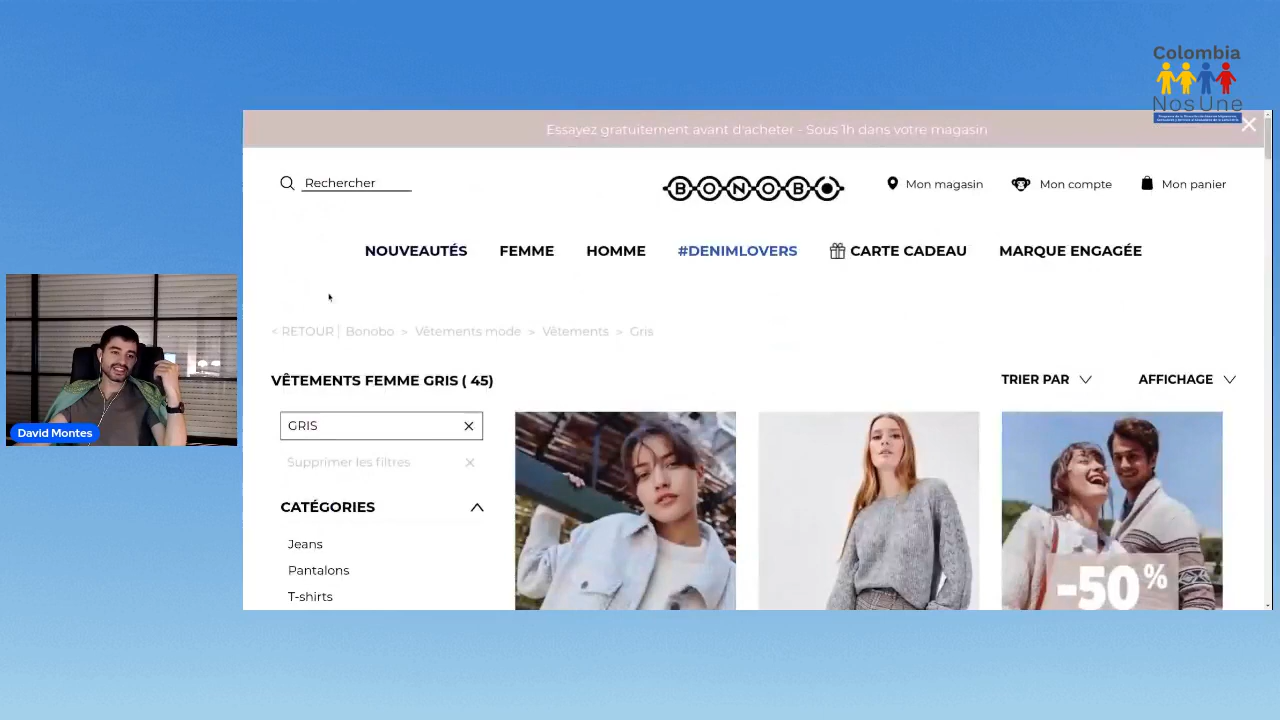 Colombia
NosUne
Essayez gratuitement avant d'acheter - Sous 1h dans votre magasin
Rechercher
BONOBO
Mon magasin
Mon compte
Mon panier
NOUVEAUTÉS
FEMME
HOMME
#DENIMLOVERS
CARTE CADEAU
MARQUE ENGAGÉE
< RETOUR | Bonobo > Vêtements mode > Vêtements > Gris
VÊTEMENTS FEMME GRIS ( 45)
TRIER PAR
AFFICHAGE
GRIS
Supprimer les filtres
CATÉGORIES
Jeans
Pantalons
T-shirts
-50%
David Montes